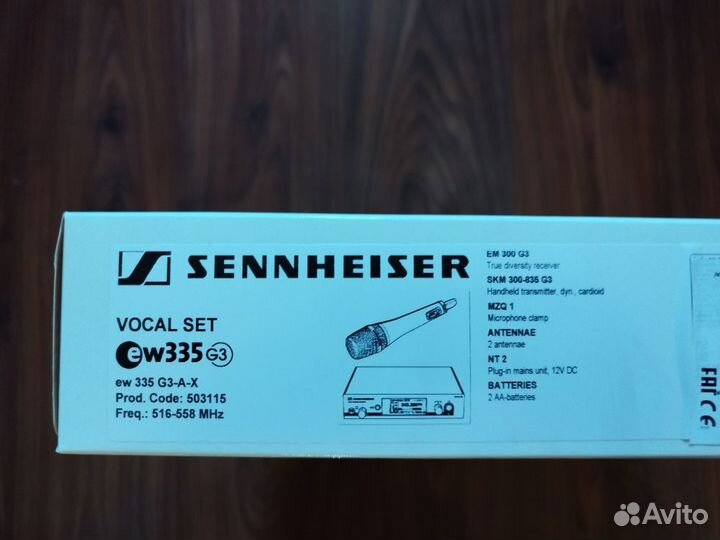 SENNHEISER
VOCAL SET
ew335 G3
ew 335 G3-A-X
Prod. Code: 503115
Freq.: 516-558 MHz
EM 300 G3
True diversity receiver
SKM 300-835 G3
Handheld transmitter, dyn., cardioid
MZQ 1
Microphone clamp
ANTENNAE
2 antennae
NT 2
Plug-in mains unit, 12V DC
BATTERIES
2 AA-batteries
EAC CE
Avito